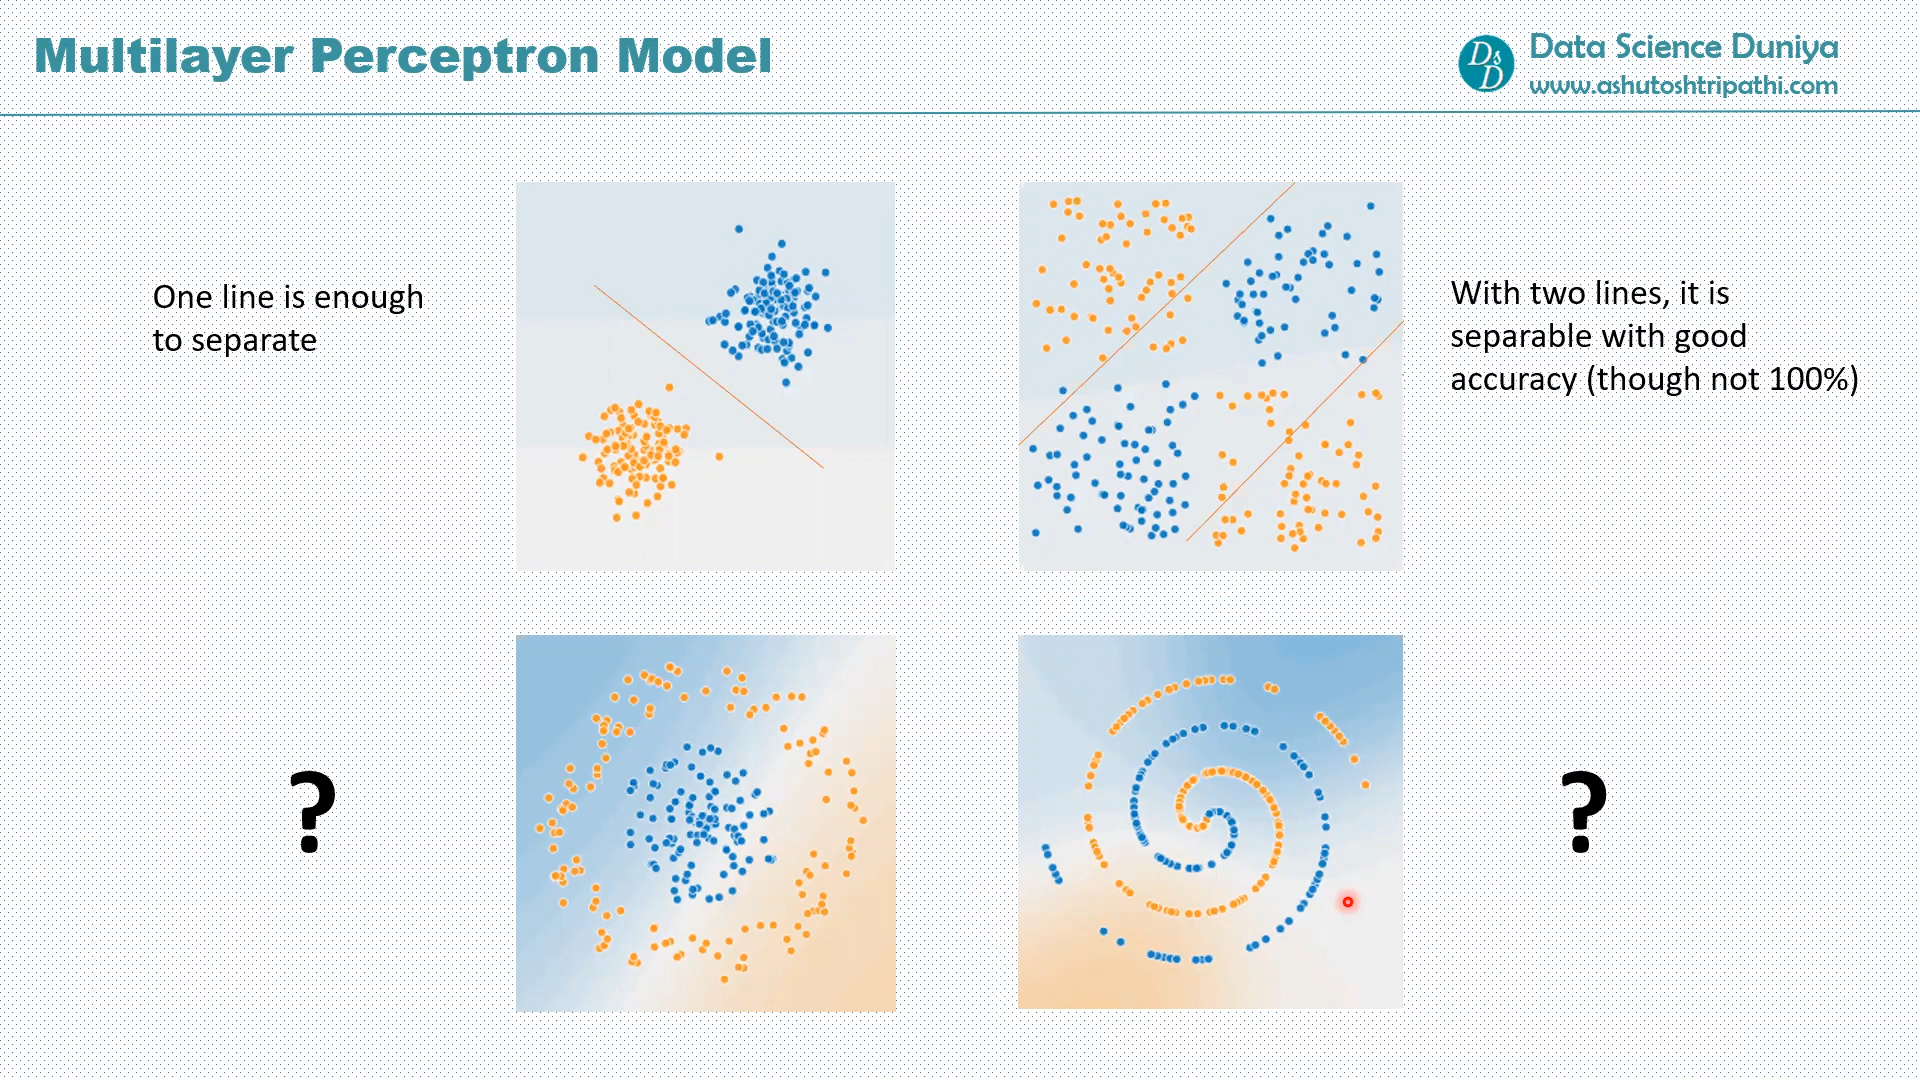 Multilayer Perceptron Model
DsD
Data Science Duniya
www.ashutoshtripathi.com
One line is enough
to separate
With two lines, it is
separable with good
accuracy (though not 100%)
?
?